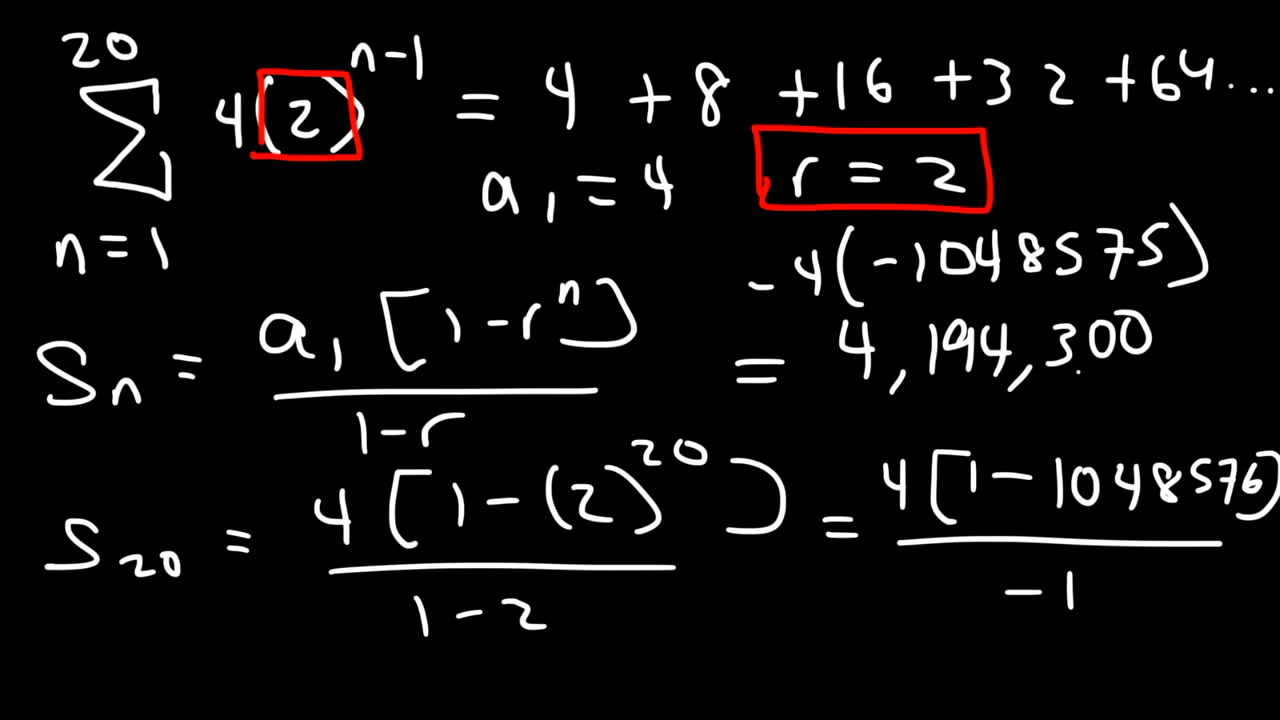 20
∑ 4(2)^{n-1} = 4 + 8 + 16 + 32 + 64...
n = 1
a₁ = 4 r = 2
-4(-1048575)
Sₙ = a₁[1-rⁿ] / 1-r
= 4,194,300
S₂₀ = 4[1-(2)²⁰] / 1-2 = 4[1-1048576] / -1